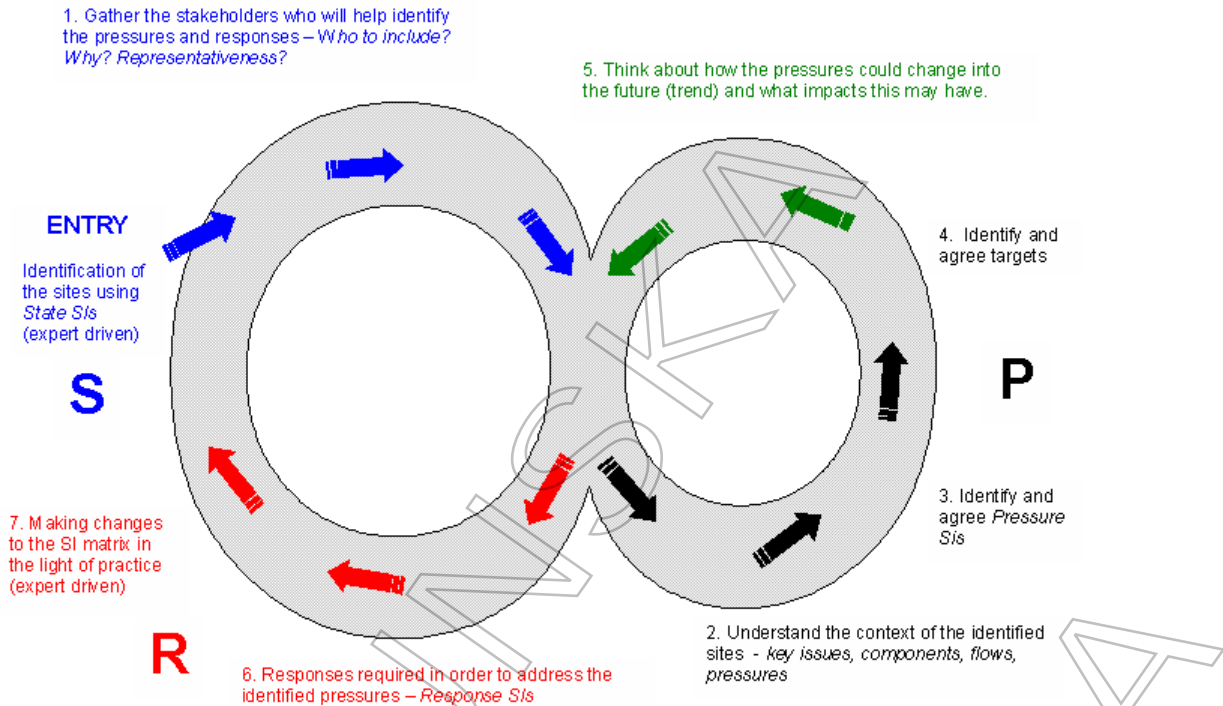 1. Gather the stakeholders who will help identify
the pressures and responses – Who to include?
Why? Representativeness?
5. Think about how the pressures could change into
the future (trend) and what impacts this may have.
ENTRY
Identification of
the sites using
State SIs
(expert driven)
S
4. Identify and
agree targets
P
3. Identify and
agree Pressure
Sis
7. Making changes
to the SI matrix in
the light of practice
(expert driven)
R
2. Understand the context of the identified
sites - key issues, components, flows,
pressures
6. Responses required in order to address the
identified pressures – Response SIs
NSKA
A